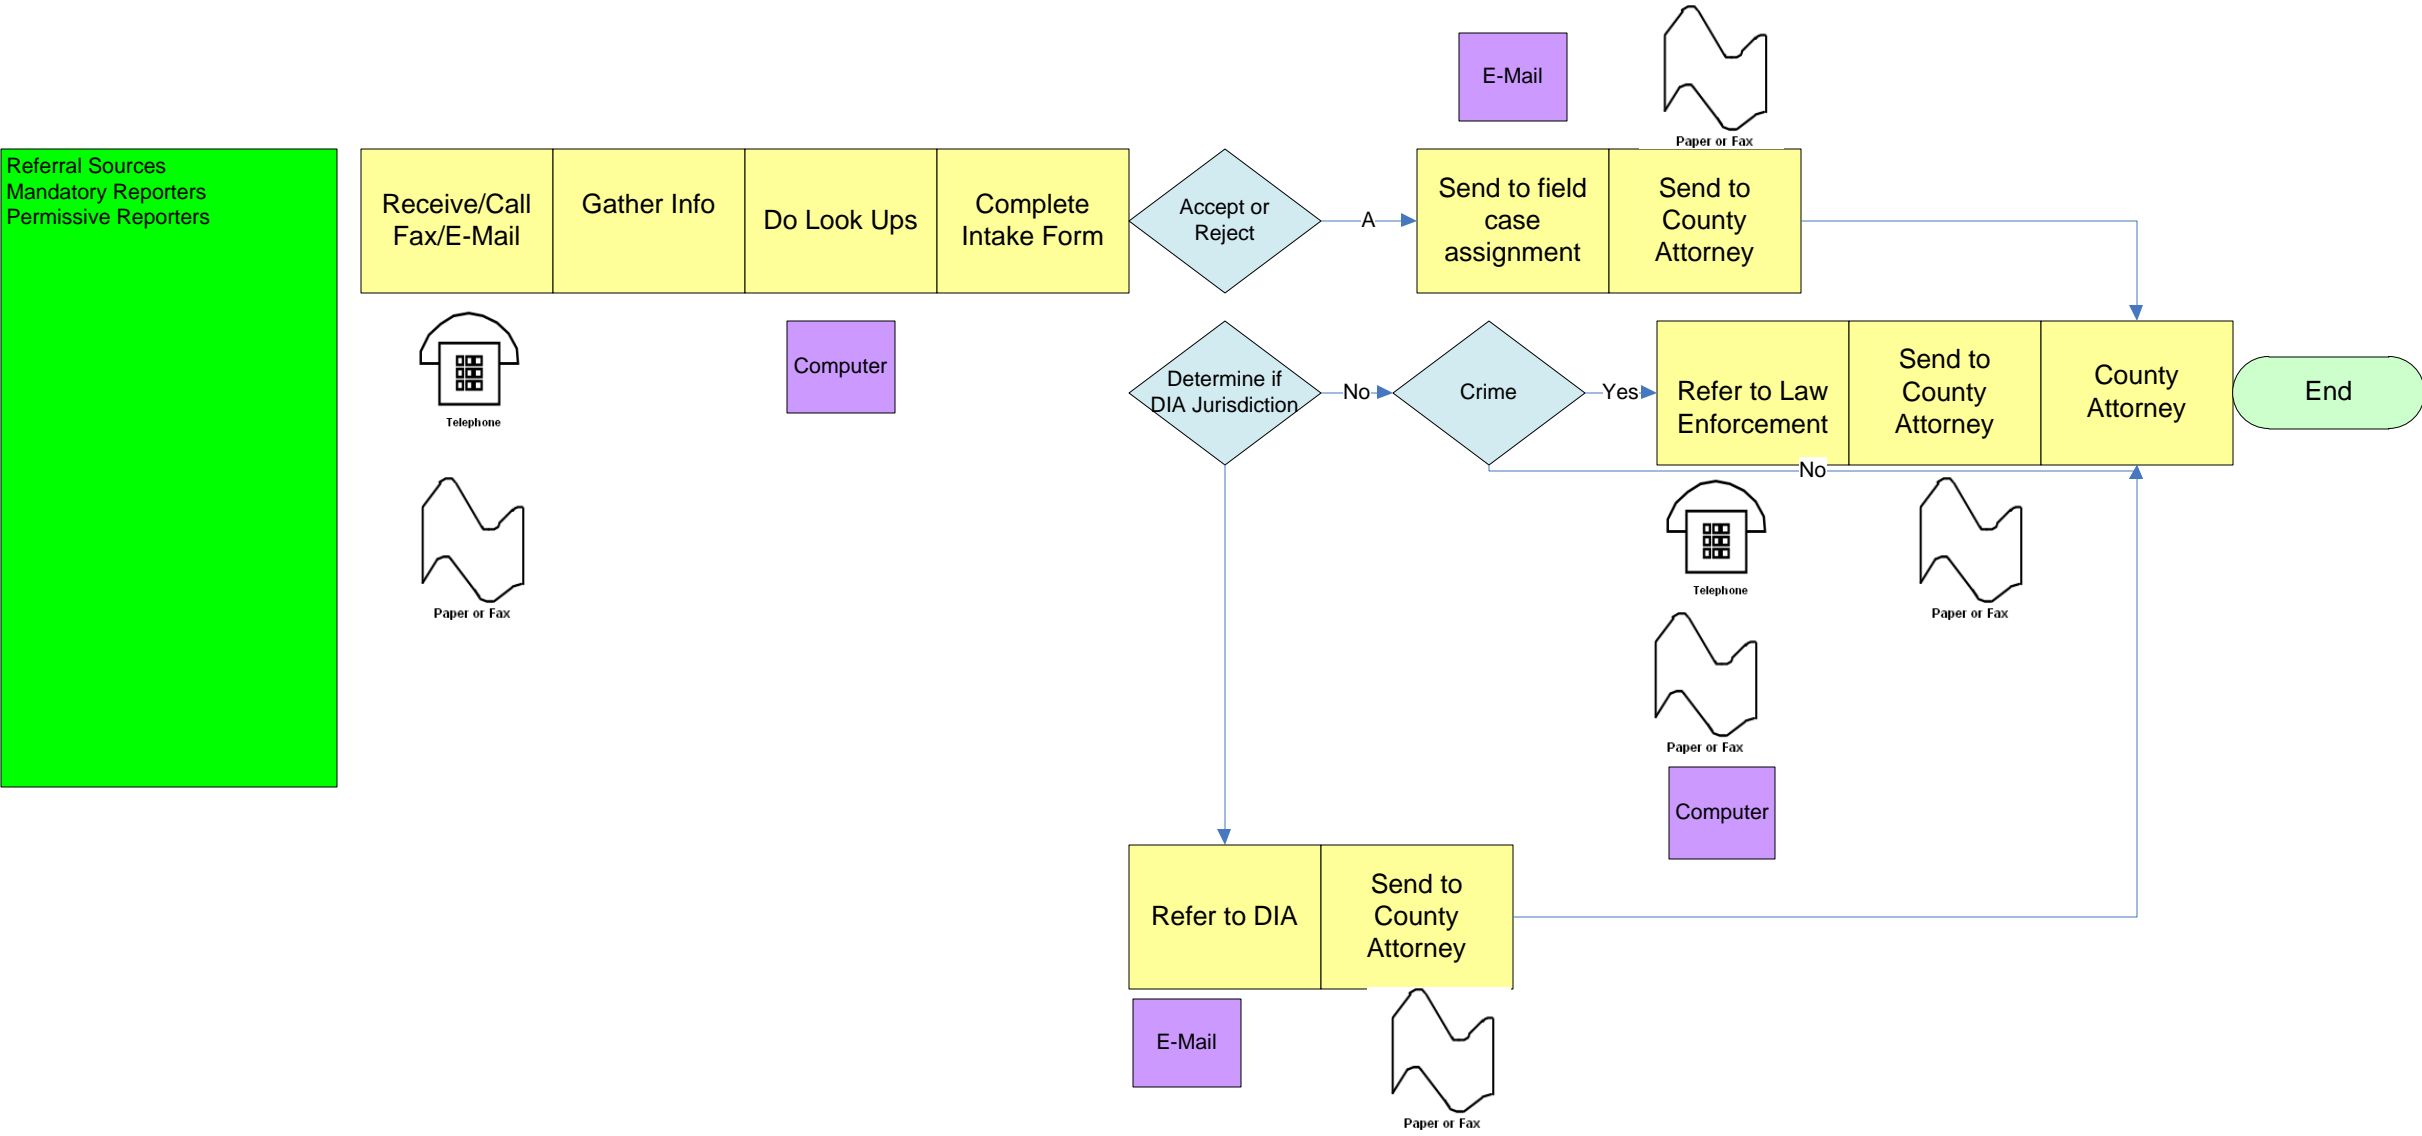 E-Mail
Paper or Fax
Referral Sources
Mandatory Reporters
Permissive Reporters
Receive/Call
Fax/E-Mail
Gather Info
Do Look Ups
Complete
Intake Form
Accept or
Reject
A
Send to field
case
assignment
Send to
County
Attorney
Telephone
Computer
Determine if
DIA Jurisdiction
No
Crime
Yes
Refer to Law
Enforcement
Send to
County
Attorney
County
Attorney
End
No
Paper or Fax
Telephone
Paper or Fax
Paper or Fax
Computer
Refer to DIA
Send to
County
Attorney
E-Mail
Paper or Fax